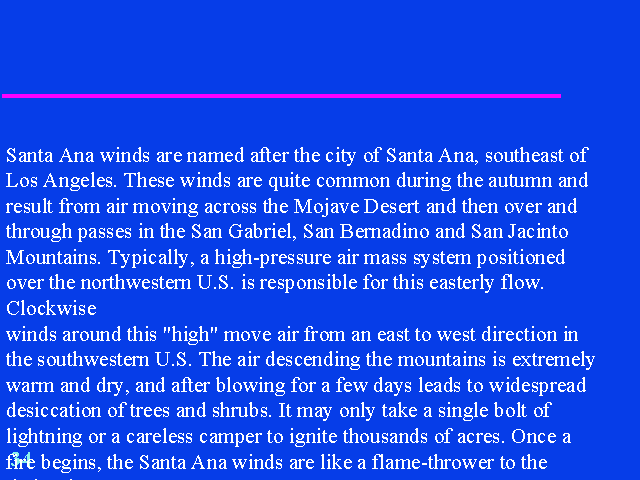 Santa Ana winds are named after the city of Santa Ana, southeast of
Los Angeles. These winds are quite common during the autumn and
result from air moving across the Mojave Desert and then over and
through passes in the San Gabriel, San Bernadino and San Jacinto
Mountains. Typically, a high-pressure air mass system positioned
over the northwestern U.S. is responsible for this easterly flow.
Clockwise
winds around this "high" move air from an east to west direction in
the southwestern U.S. The air descending the mountains is extremely
warm and dry, and after blowing for a few days leads to widespread
desiccation of trees and shrubs. It may only take a single bolt of
lightning or a careless camper to ignite thousands of acres. Once a
fire begins, the Santa Ana winds are like a flame-thrower to the
34